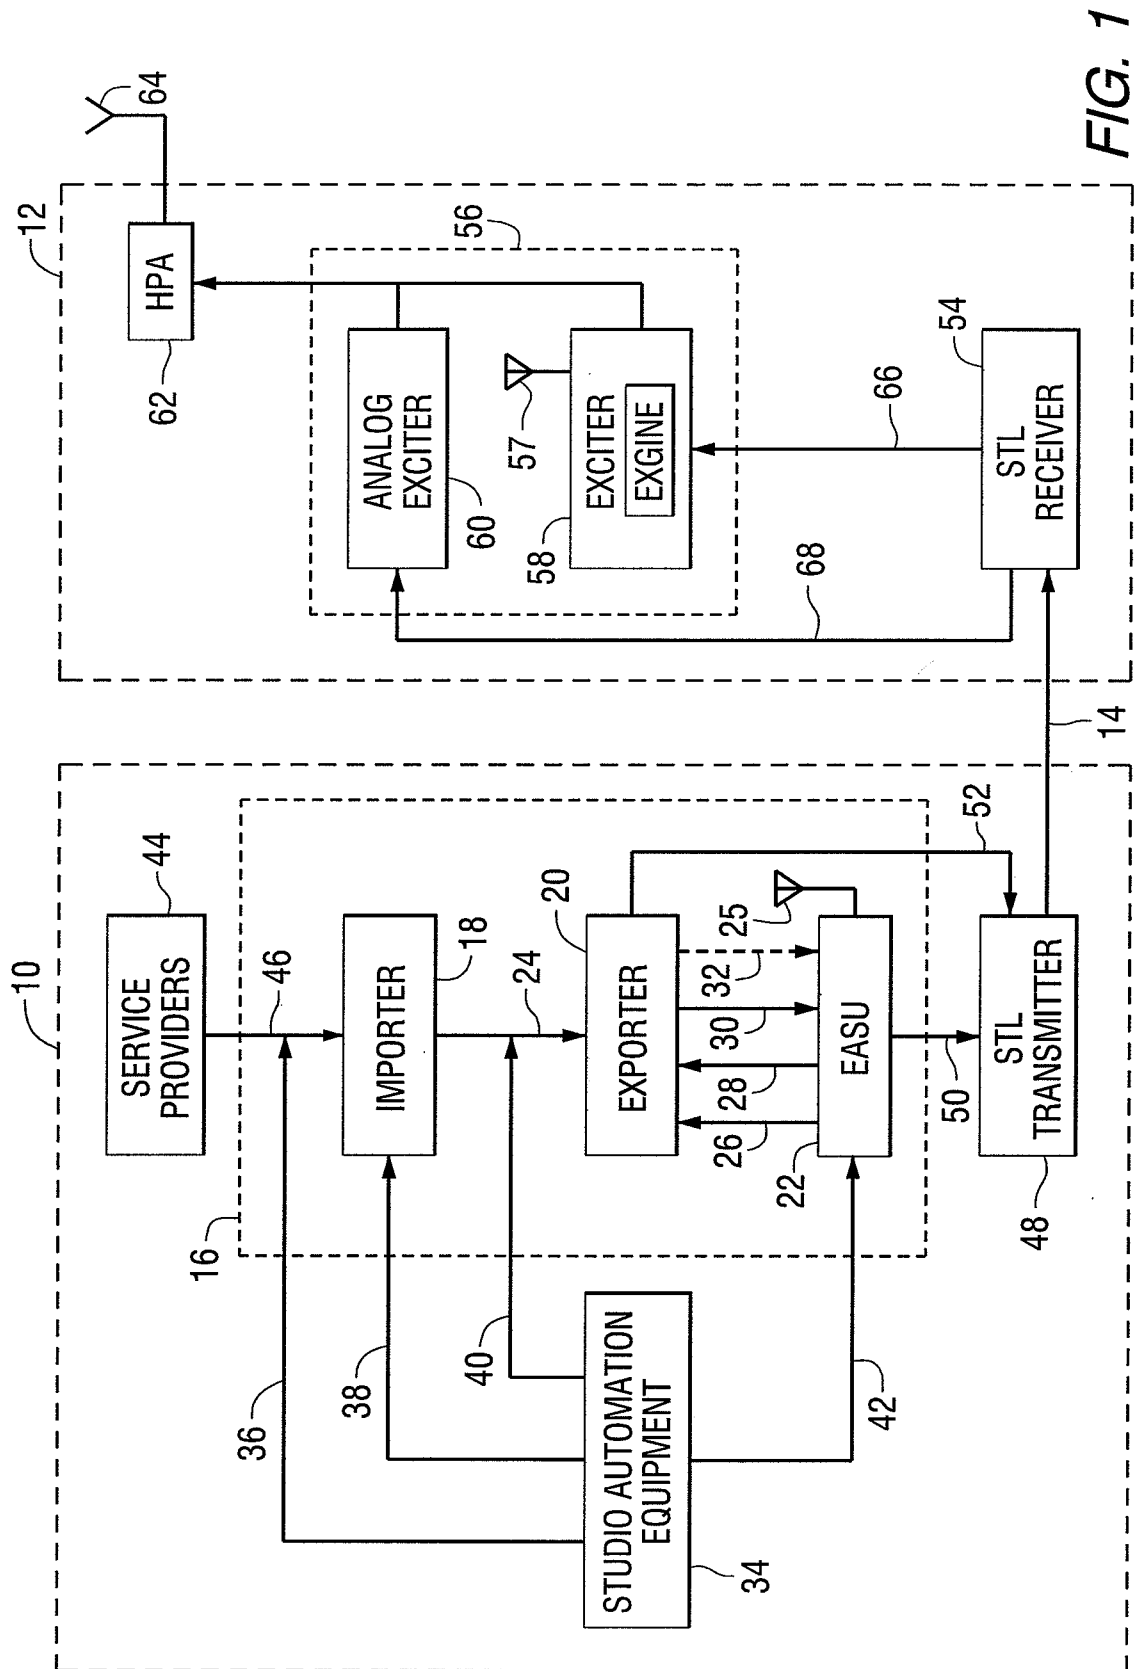 10
SERVICE
PROVIDERS
44
46
36
16
IMPORTER
18
38
24
40
EXPORTER
20
26
28
30
32
25
22
EASU
52
STUDIO AUTOMATION
EQUIPMENT
34
42
50
STL
TRANSMITTER
48
14
12
HPA
62
64
56
ANALOG
EXCITER
60
57
EXCITER
EXGINE
58
66
68
STL
RECEIVER
54
FIG. 1